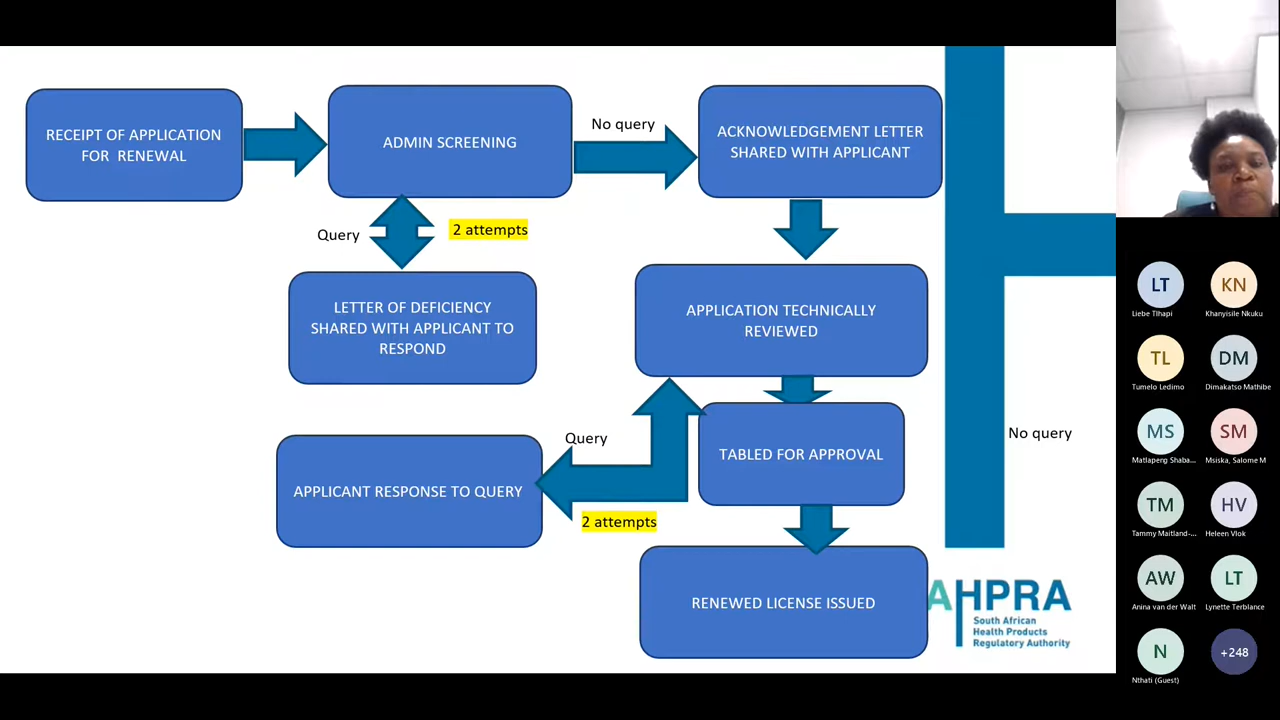 RECEIPT OF APPLICATION
FOR RENEWAL
ADMIN SCREENING
No query
ACKNOWLEDGEMENT LETTER
SHARED WITH APPLICANT
Query
2 attempts
LETTER OF DEFICIENCY
SHARED WITH APPLICANT TO
RESPOND
APPLICATION TECHNICALLY
REVIEWED
Query
APPLICANT RESPONSE TO QUERY
2 attempts
TABLED FOR APPROVAL
No query
RENEWED LICENSE ISSUED
AHPRA
South African
Health Products
Regulatory Authority
LT
Liebe Tlhapi
KN
Khanyisile Nkuku
TL
Tumelo Ledimo
DM
Dimakatso Mathibe
MS
Matlapeng Shaba...
SM
Msiska, Salome M
TM
Tammy Maitland-...
HV
Heleen Vlok
AW
Anina van der Walt
LT
Lynette Terblance
N
Nthati (Guest)
+248